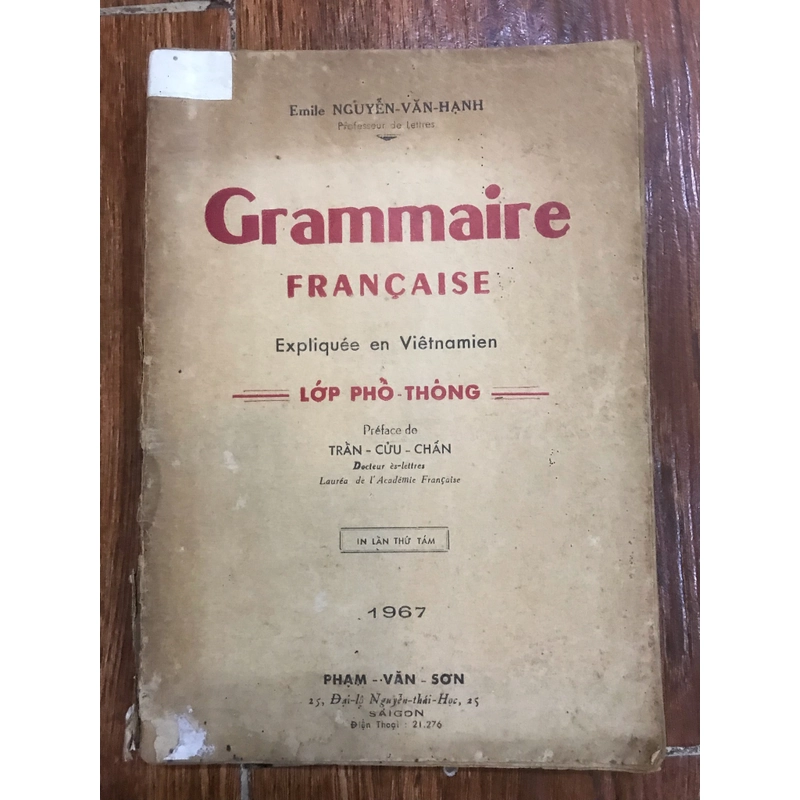 Emile NGUYỄN-VĂN-HẠNH
Professeur de Lettres
Grammaire
FRANÇAISE
Expliquée en Viêtnamien
LỚP PHỔ-THÔNG
Préface de
TRẦN - CỬU - CHẤN
Docteur ès-lettres
Lauréa de l'Académie Française
IN LẦN THỨ TÁM
1967
PHẠM - VĂN - SƠN
25, Đại-lộ Nguyễn-thái-Học, 25
SAIGON
Điện Thoại : 21.276